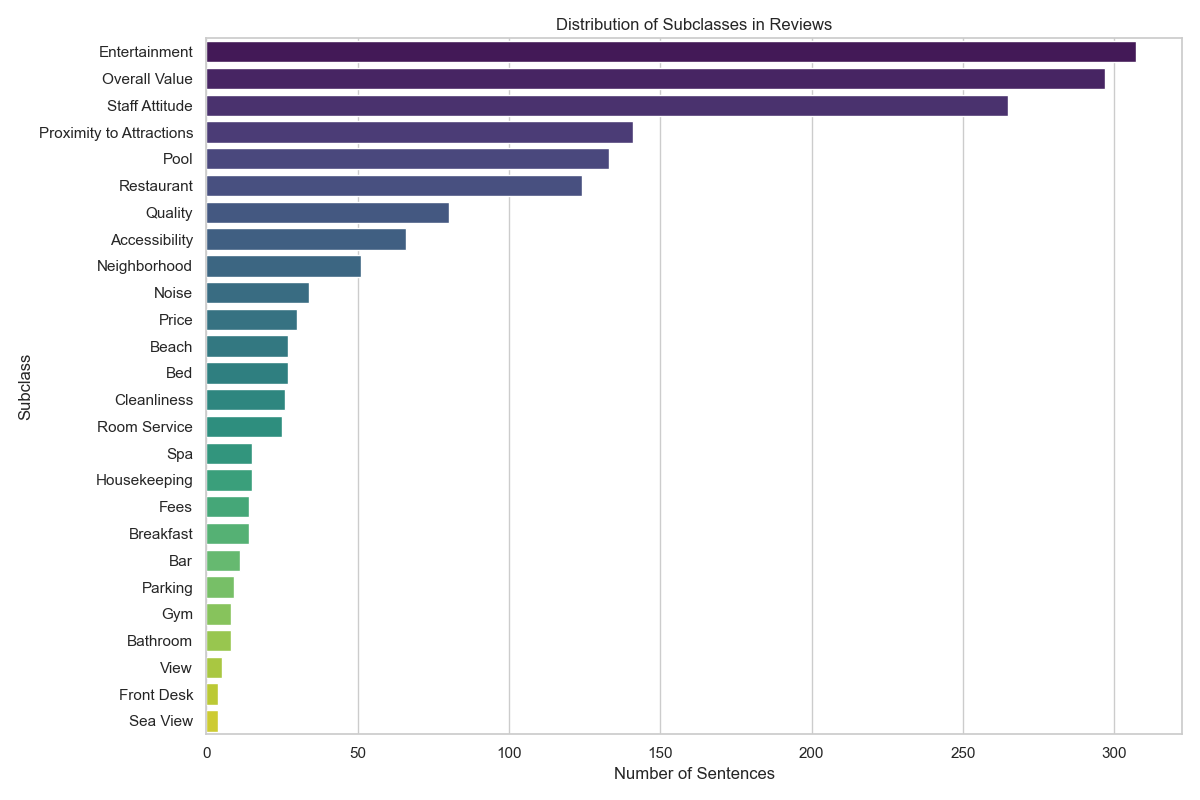 Distribution of Subclasses in Reviews
Entertainment
Overall Value
Staff Attitude
Proximity to Attractions
Pool
Restaurant
Quality
Accessibility
Neighborhood
Noise
Price
Beach
Bed
Cleanliness
Room Service
Spa
Housekeeping
Fees
Breakfast
Bar
Parking
Gym
Bathroom
View
Front Desk
Sea View
Subclass
0 50 100 150 200 250 300
Number of Sentences